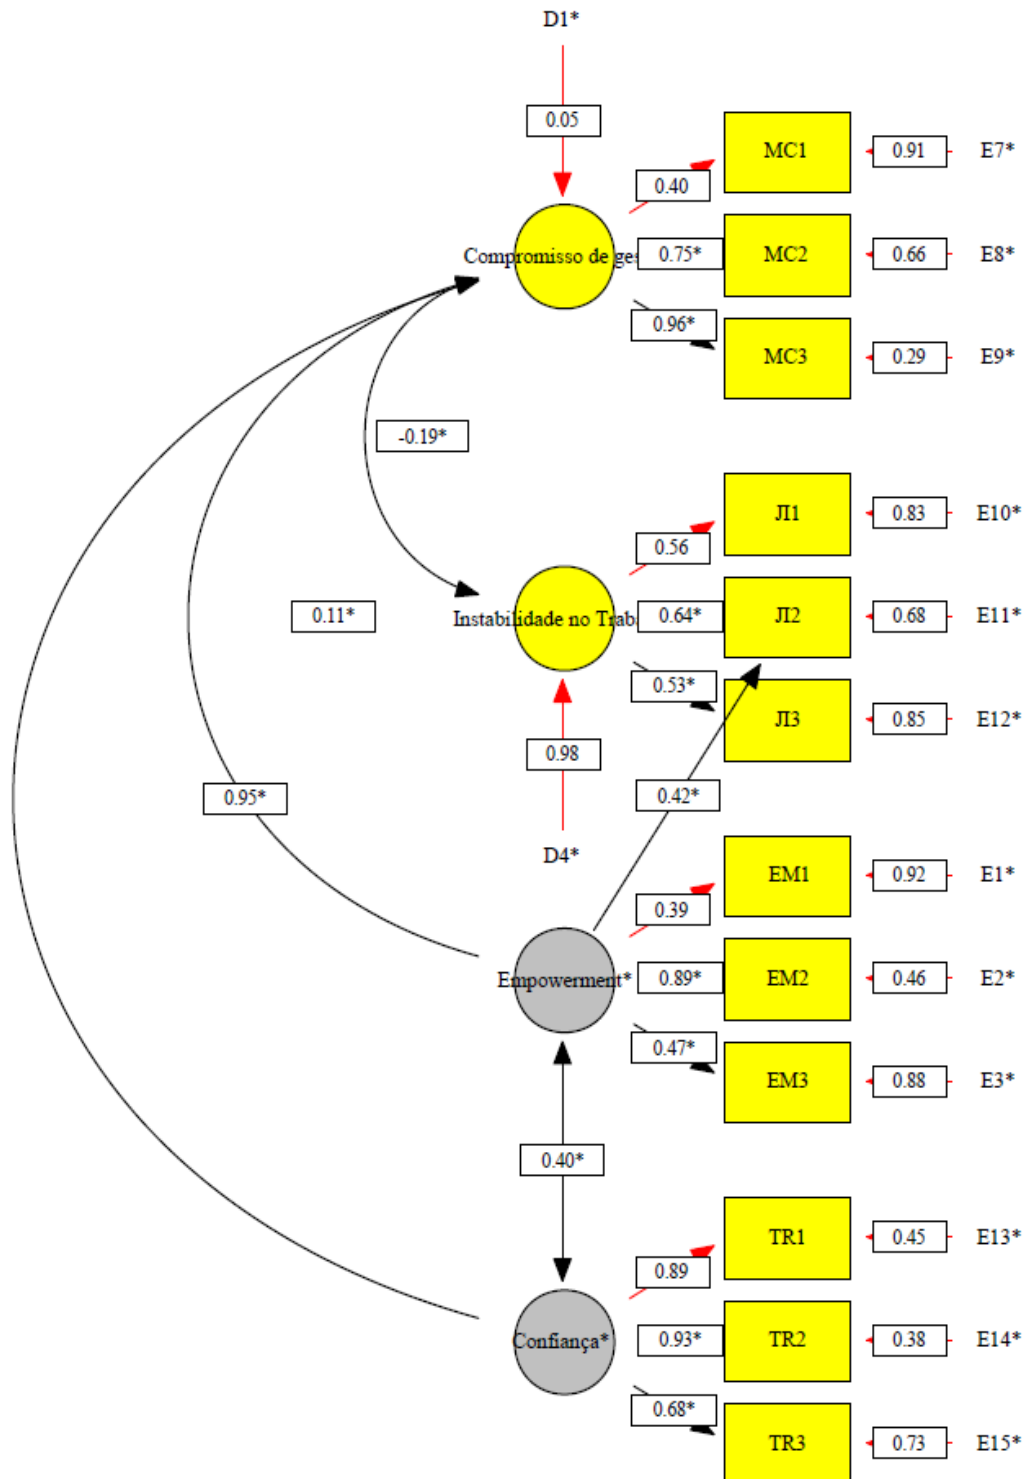 D1*
0.05
MC1
0.91
E7*
0.40
Compromisso de ges
0.75*
MC2
0.66
E8*
0.96*
MC3
0.29
E9*
-0.19*
JI1
0.83
E10*
0.56
0.11*
Instabilidade no Trab
0.64*
JI2
0.68
E11*
0.53*
JI3
0.85
E12*
0.98
0.95*
0.42*
D4*
EM1
0.92
E1*
0.39
Empowerment*
0.89*
EM2
0.46
E2*
0.47*
EM3
0.88
E3*
0.40*
TR1
0.45
E13*
0.89
Confiança*
0.93*
TR2
0.38
E14*
0.68*
TR3
0.73
E15*